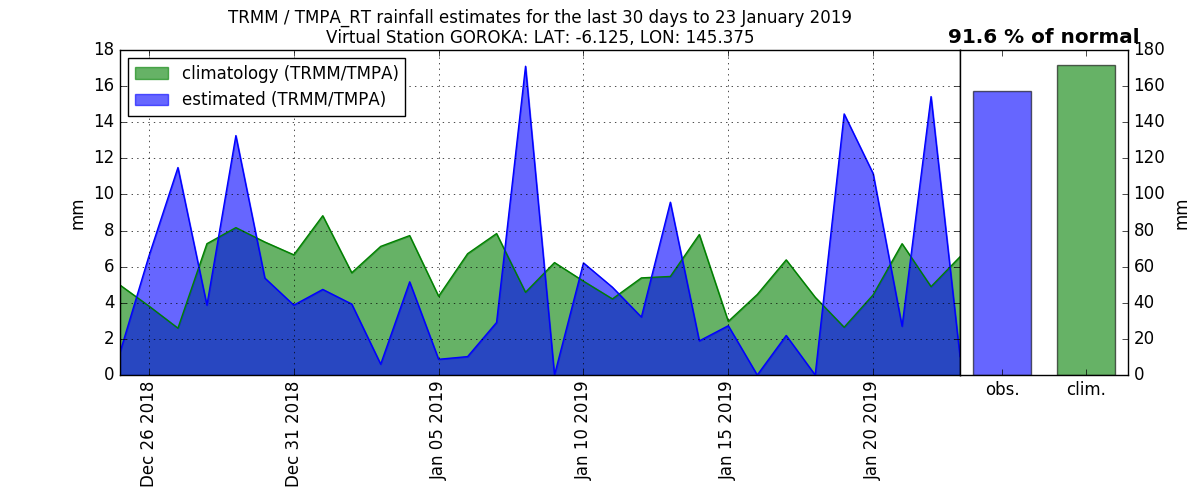 TRMM / TMPA_RT rainfall estimates for the last 30 days to 23 January 2019
Virtual Station GOROKA: LAT: -6.125, LON: 145.375
91.6 % of normal
climatology (TRMM/TMPA)
estimated (TRMM/TMPA)
18
16
14
12
10
8
6
4
2
0
mm
Dec 26 2018
Dec 31 2018
Jan 05 2019
Jan 10 2019
Jan 15 2019
Jan 20 2019
obs.
clim.
180
160
140
120
100
80
60
40
20
0
mm